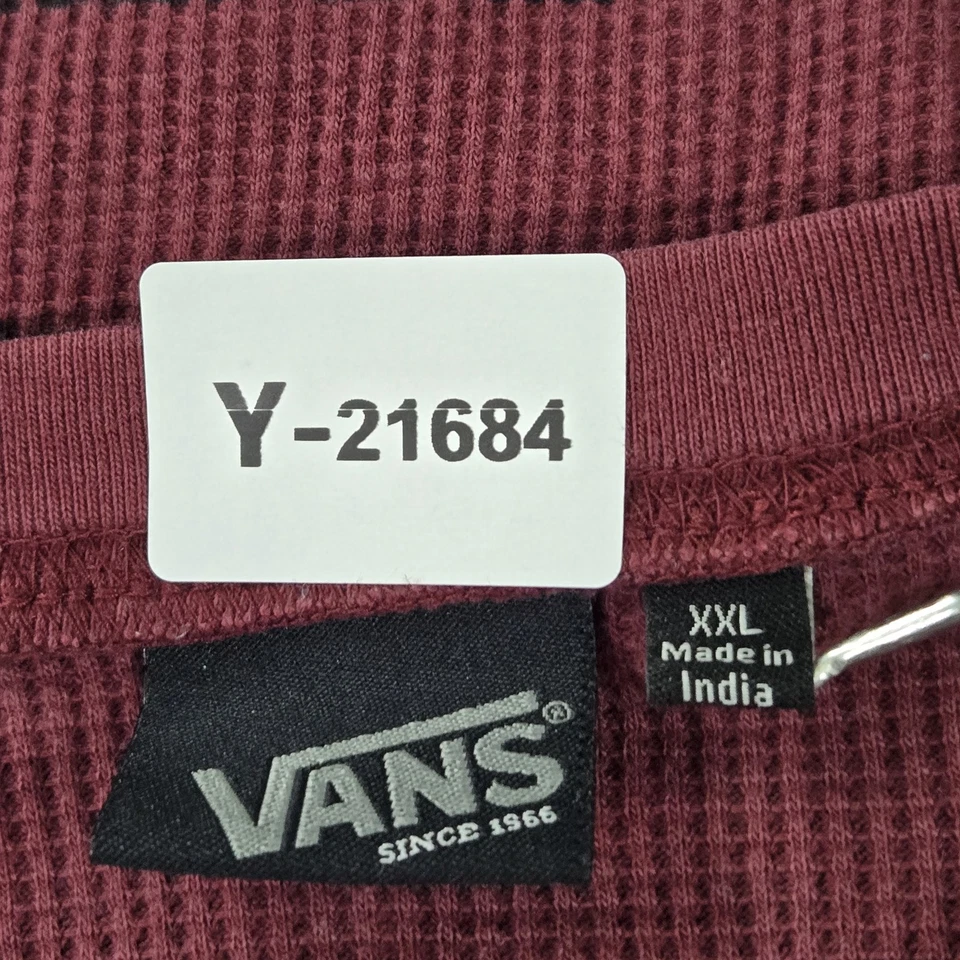 Y-21684
XXL
Made in
India
VANS®
SINCE 1966